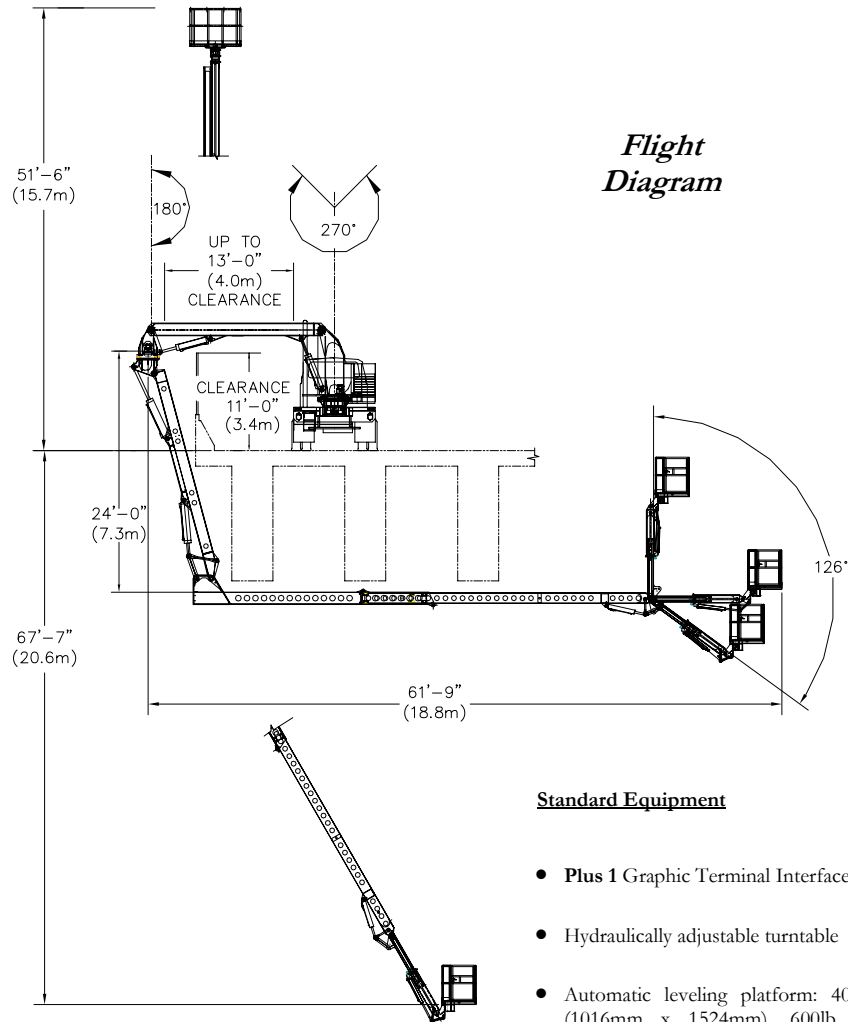 Flight
Diagram
51'-6"
(15.7m)
180°
270°
UP TO
13'-0"
(4.0m)
CLEARANCE
CLEARANCE
11'-0"
(3.4m)
24'-0"
(7.3m)
126°
67'-7"
(20.6m)
61'-9"
(18.8m)
Standard Equipment
• Plus 1 Graphic Terminal Interface
• Hydraulically adjustable turntable
• Automatic leveling platform: 40
(1016mm x 1524mm), 600lb